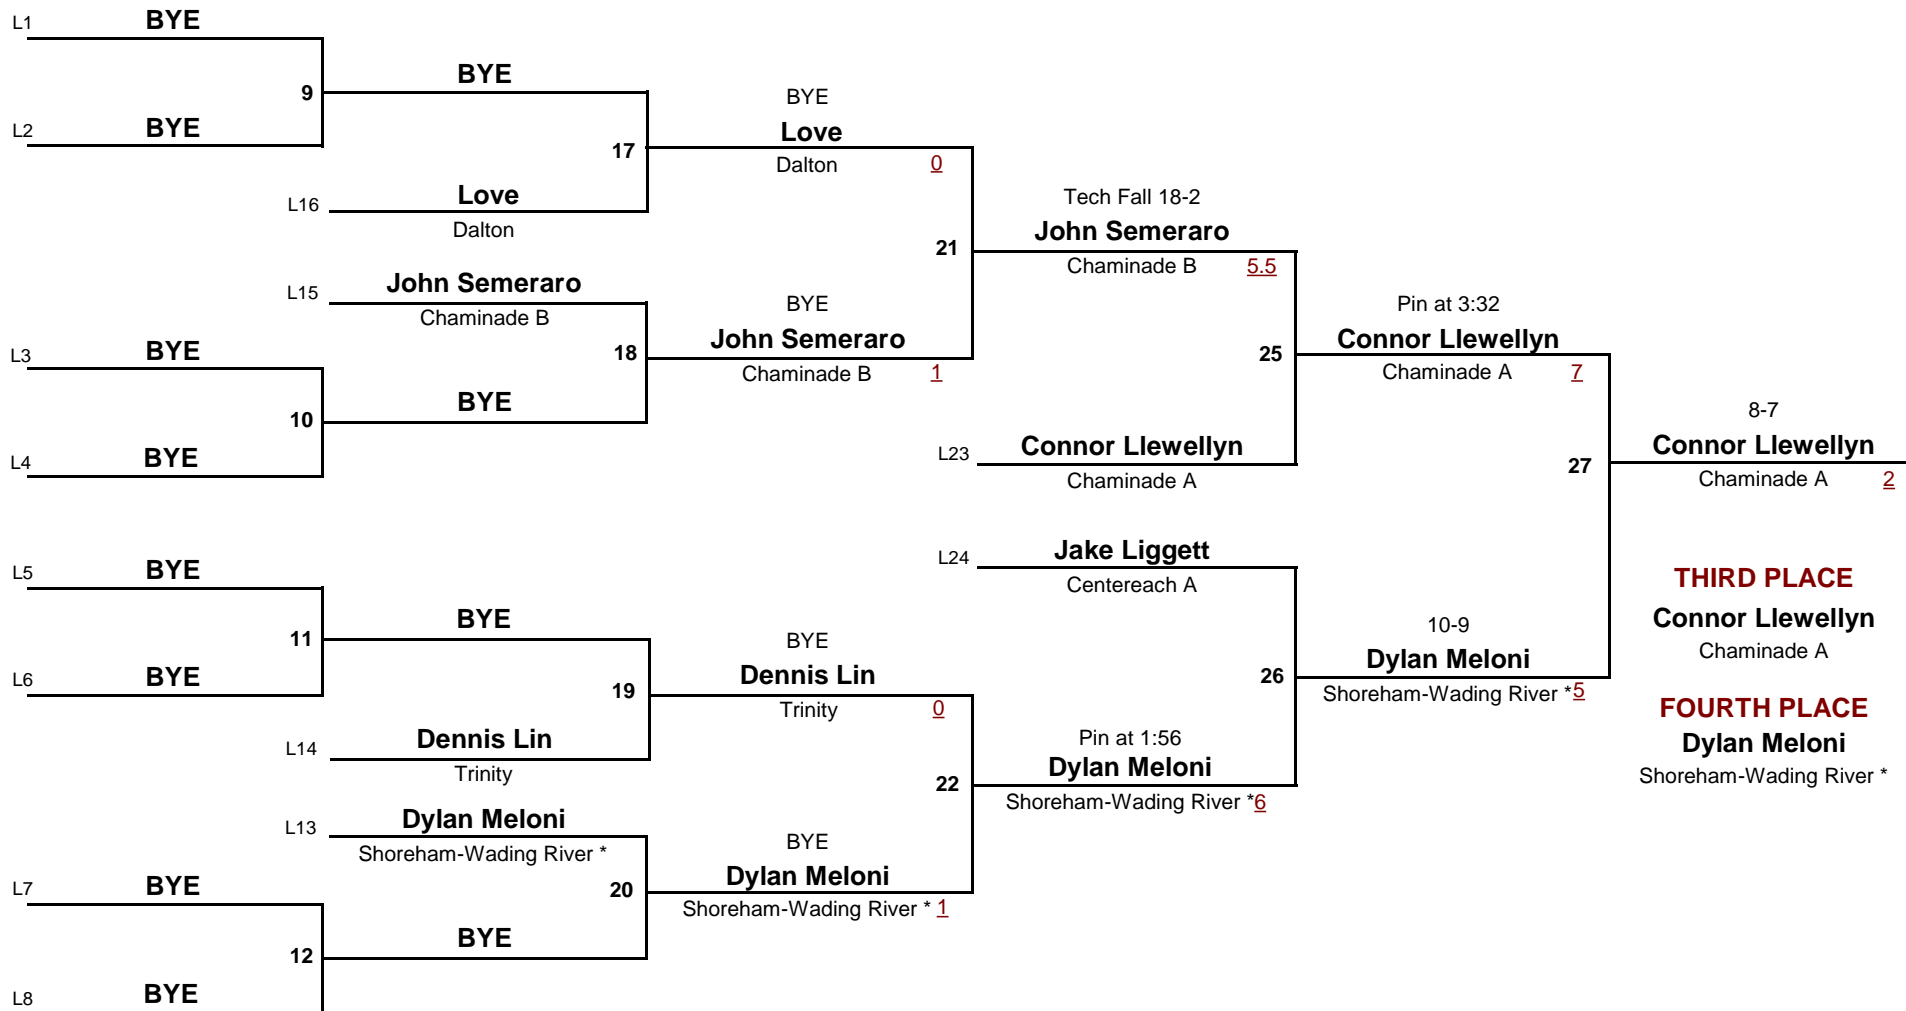 L1 BYE
9
BYE
L2 BYE
17
BYE
Love
Dalton 0
L16 Love
Dalton
21
Tech Fall 18-2
John Semeraro
Chaminade B 5.5
L15 John Semeraro
Chaminade B
18
BYE
John Semeraro
Chaminade B 1
L3 BYE
10
BYE
L4 BYE
25
Pin at 3:32
Connor Llewellyn
Chaminade A 7
L23 Connor Llewellyn
Chaminade A
27
8-7
Connor Llewellyn
Chaminade A 2
L24 Jake Liggett
Centereach A
L5 BYE
11
BYE
L6 BYE
19
BYE
Dennis Lin
Trinity 0
L14 Dennis Lin
Trinity
22
Pin at 1:56
Dylan Meloni
Shoreham-Wading River *6
26
10-9
Dylan Meloni
Shoreham-Wading River *5
L13 Dylan Meloni
Shoreham-Wading River *
20
BYE
Dylan Meloni
Shoreham-Wading River * 1
L7 BYE
12
BYE
L8 BYE
THIRD PLACE
Connor Llewellyn
Chaminade A
FOURTH PLACE
Dylan Meloni
Shoreham-Wading River *